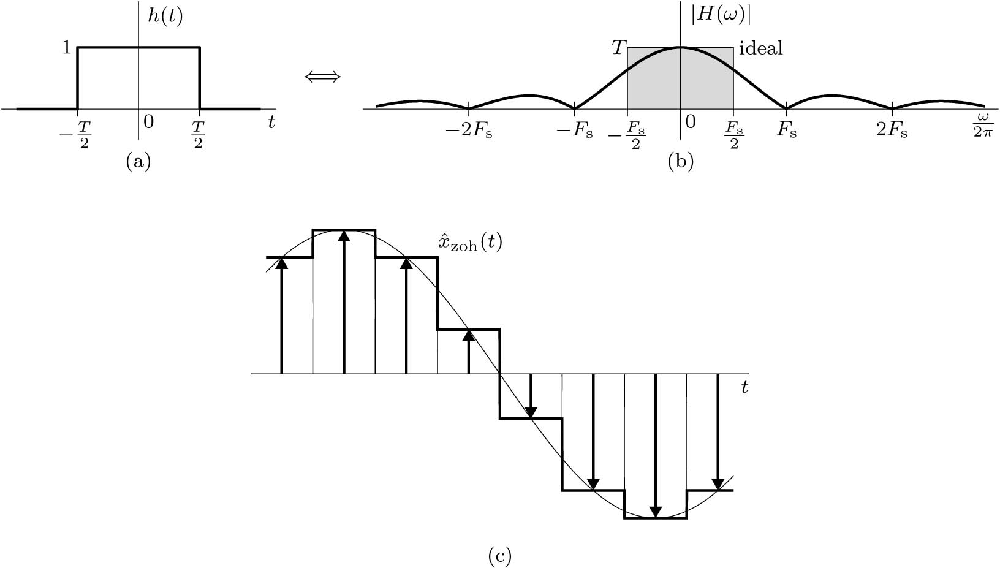 h(t)
1
0
t
−T/2
T/2
(a)
⟺
|H(ω)|
T
ideal
0
−2F_s
−F_s
−F_s/2
F_s/2
F_s
2F_s
ω/2π
(b)
x̂_zoh(t)
t
(c)